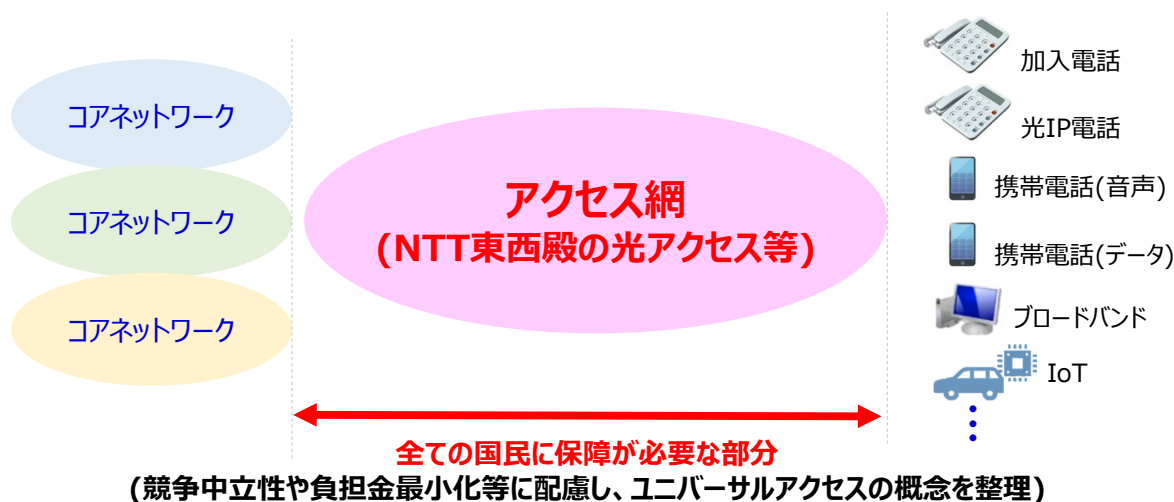 コアネットワーク
コアネットワーク
コアネットワーク
アクセス網
(NTT東西殿の光アクセス等)
加入電話
光IP電話
携帯電話(音声)
携帯電話(データ)
ブロードバンド
IoT
全ての国民に保障が必要な部分
(競争中立性や負担金最小化等に配慮し、ユニバーサルアクセスの概念を整理)